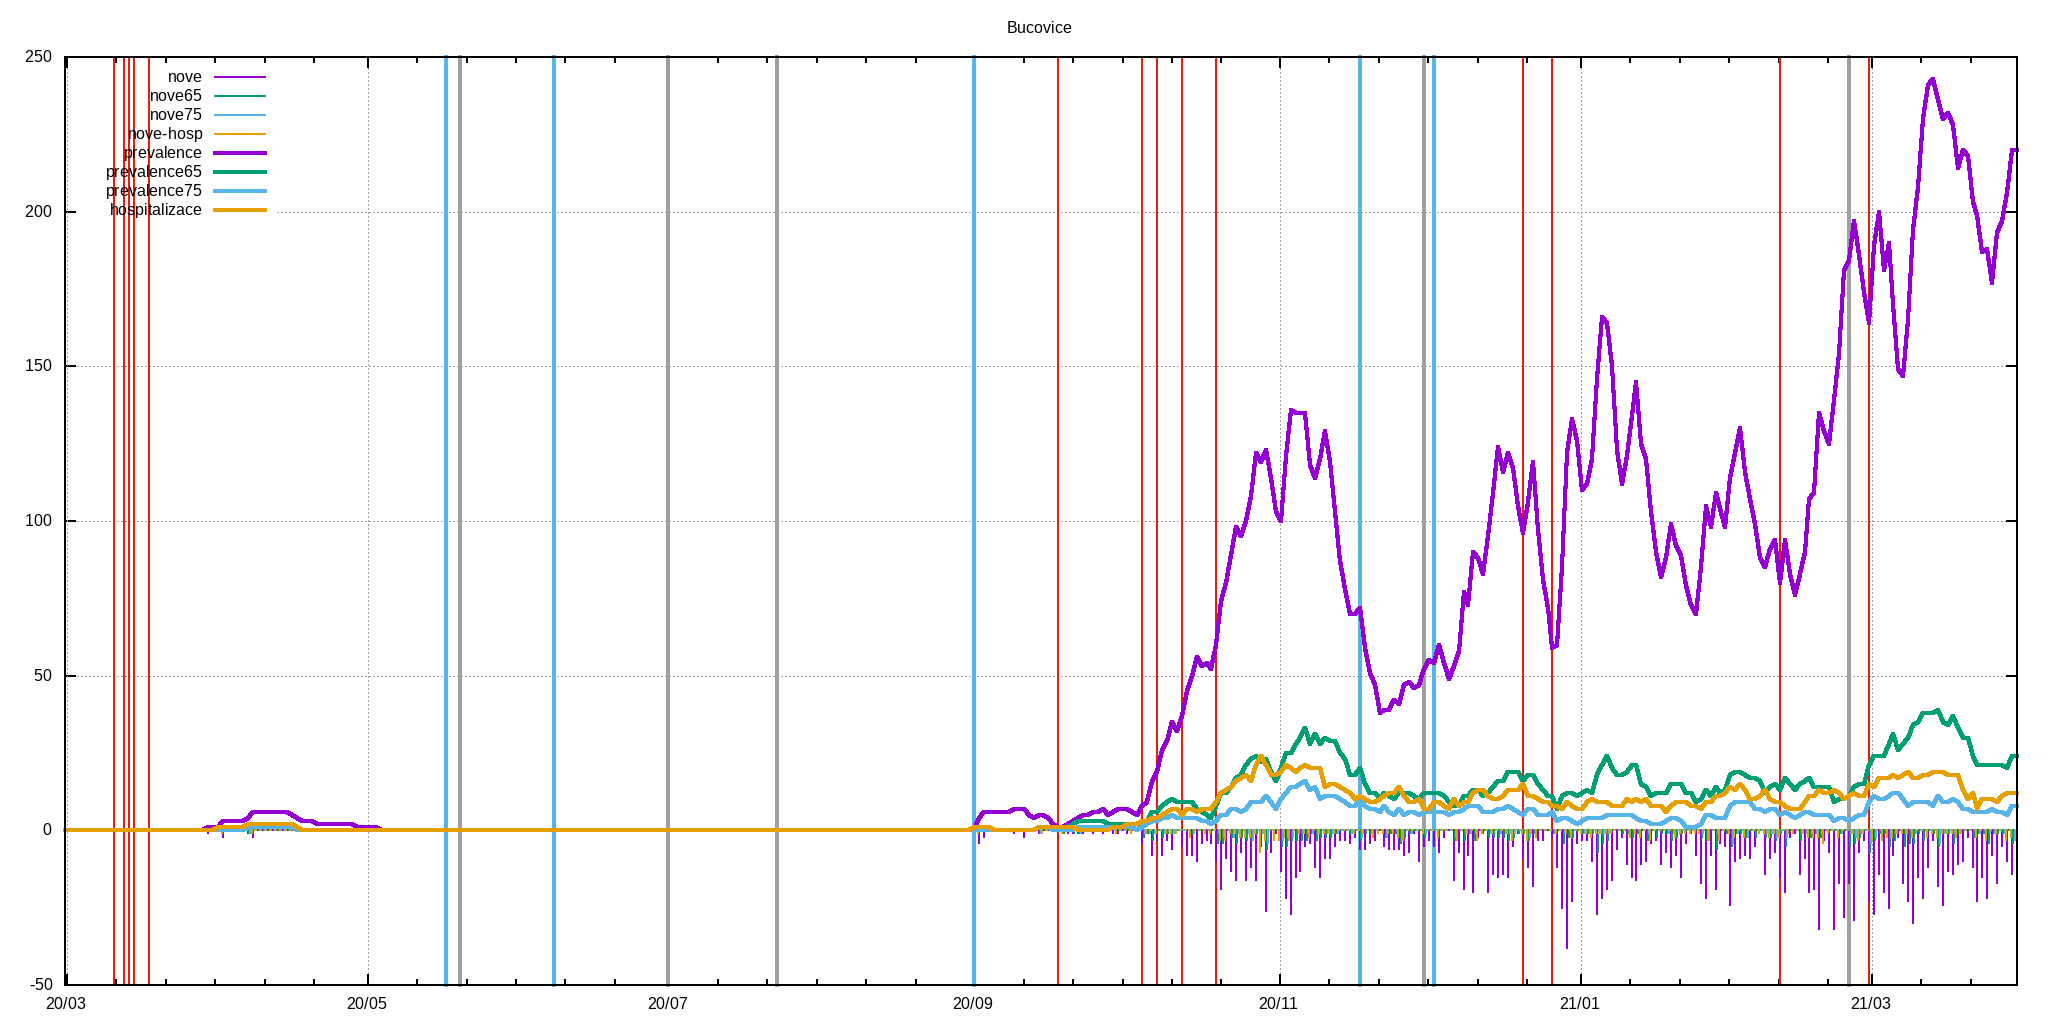 Bucovice
250
200
150
100
50
0
-50
nove
nove65
nove75
nove-hosp
prevalence
prevalence65
prevalence75
hospitalizace
20/03 20/05 20/07 20/09 20/11 21/01 21/03